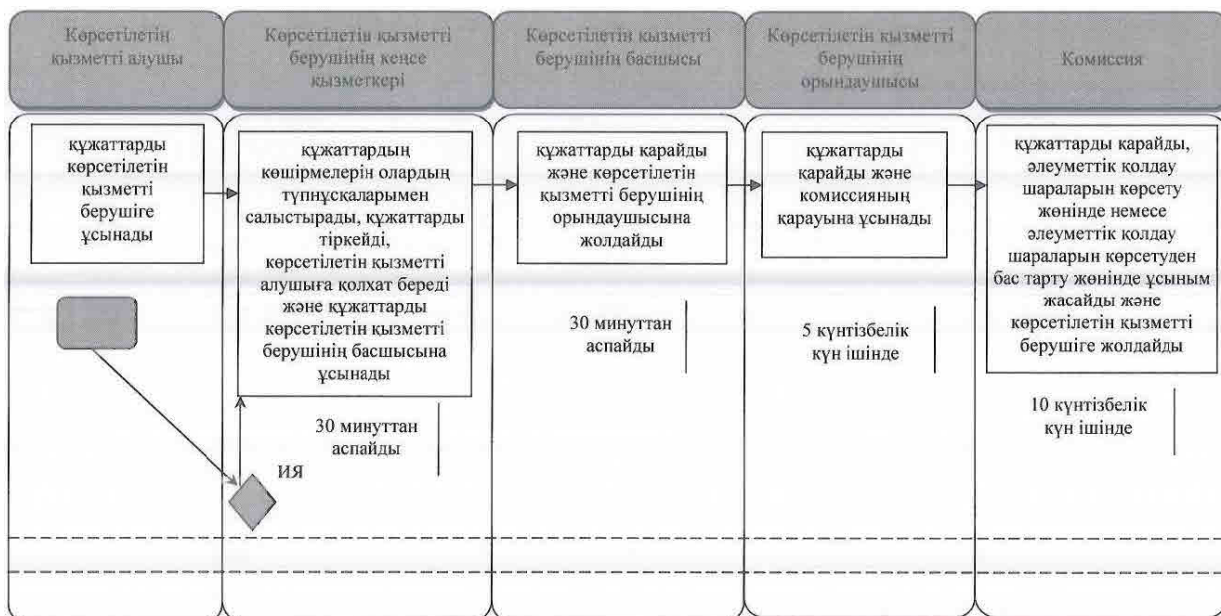 Көрсетілетін
қызметті алушы
Көрсетілетін қызметті
берушінің кеңсе
қызметкері
Көрсетілетін қызметті
берушінің басшысы
Көрсетілетін қызметті
берушінің
орындаушысы
Комиссия
құжаттарды
көрсетілетін
қызметті
берушіге
ұсынады
құжаттардың
көшірмелерін олардың
түпнұсқаларымен
салыстырады, құжаттарды
тіркейді,
көрсетілетін қызметті
алушыға қолхат береді
және құжаттарды
көрсетілетін қызметті
берушінің басшысына
ұсынады
құжаттарды карайды
және көрсетілетін
қызметті берушінің
орындаушысына
жолдайды
құжаттарды
қарайды және
комиссияның
қарауына ұсынады
құжаттарды қарайды,
әлеуметтік қолдау
шараларын көрсету
жөнінде немесе
әлеуметтік қолдау
шараларын көрсетуден
бас тарту жөнінде ұсыным
жасайды және
көрсетілетін қызметті
берушіге жолдайды
30 минуттан
аспайды
30 минуттан
аспайды
5 күнтізбелік
күн ішінде
10 күнтізбелік
күн ішінде
ИЯ